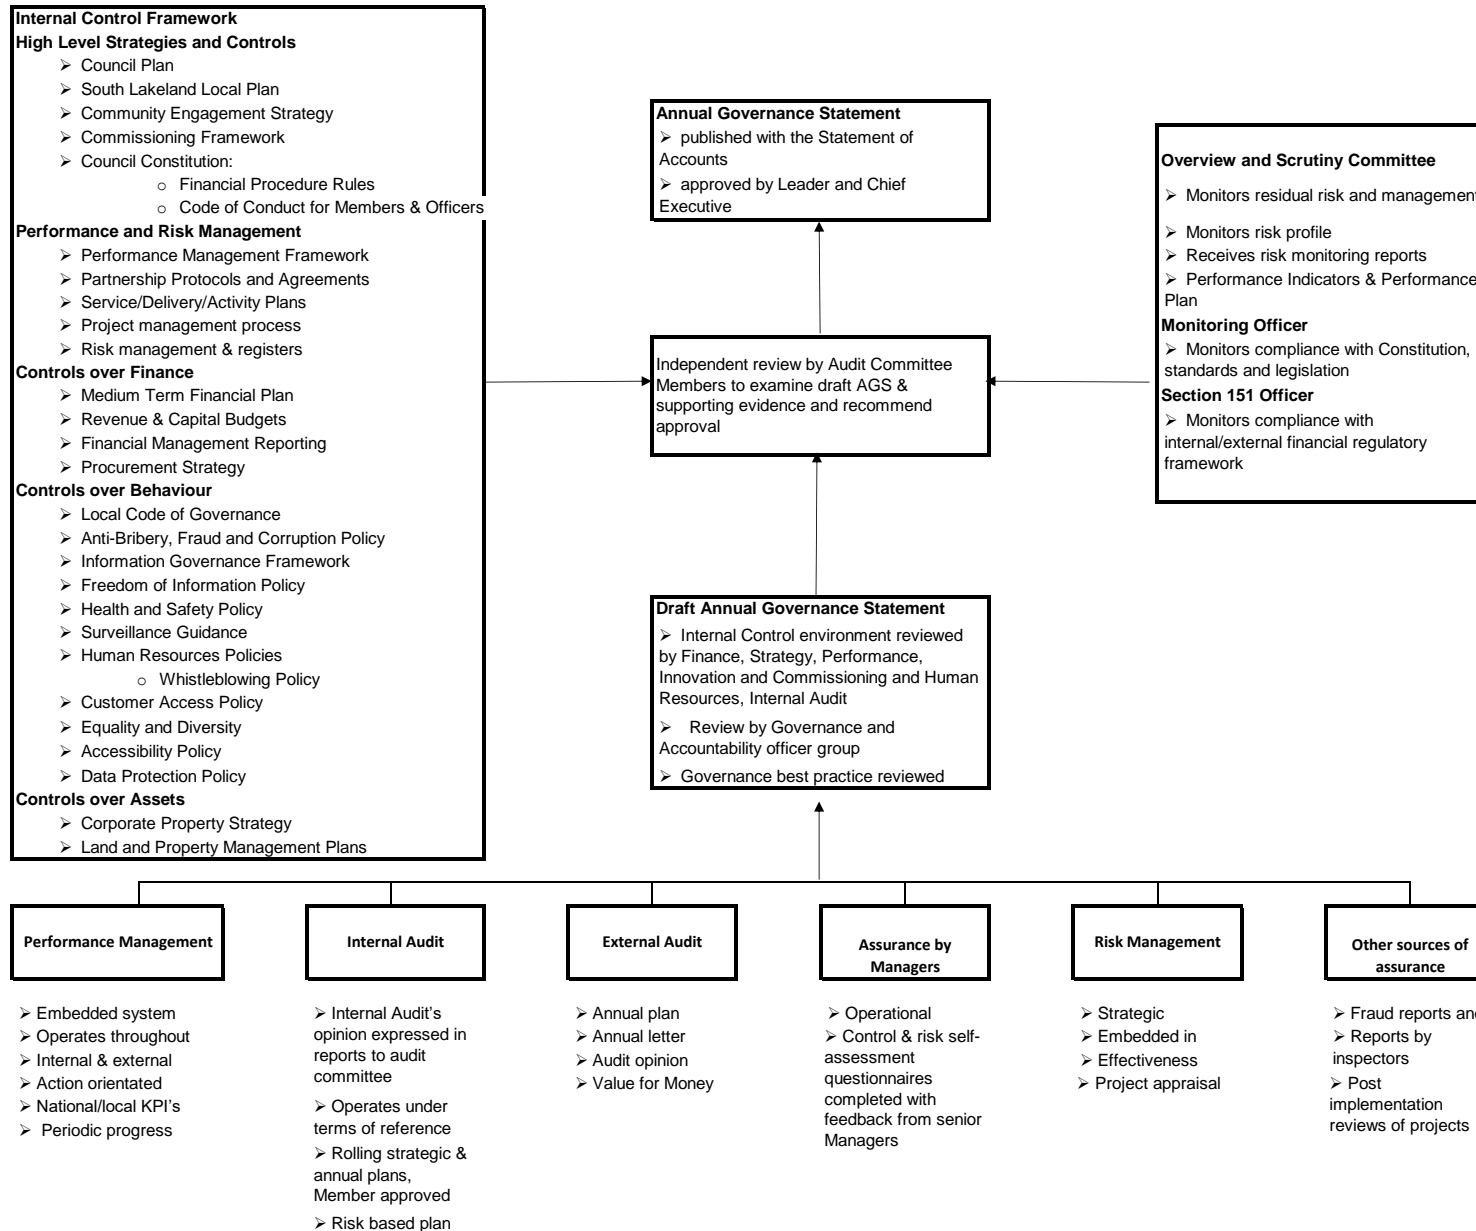 Internal Control Framework
High Level Strategies and Controls
➢ Council Plan
➢ South Lakeland Local Plan
➢ Community Engagement Strategy
➢ Commissioning Framework
➢ Council Constitution:
o Financial Procedure Rules
o Code of Conduct for Members & Officers
Performance and Risk Management
➢ Performance Management Framework
➢ Partnership Protocols and Agreements
➢ Service/Delivery/Activity Plans
➢ Project management process
➢ Risk management & registers
Controls over Finance
➢ Medium Term Financial Plan
➢ Revenue & Capital Budgets
➢ Financial Management Reporting
➢ Procurement Strategy
Controls over Behaviour
➢ Local Code of Governance
➢ Anti-Bribery, Fraud and Corruption Policy
➢ Information Governance Framework
➢ Freedom of Information Policy
➢ Health and Safety Policy
➢ Surveillance Guidance
➢ Human Resources Policies
o Whistleblowing Policy
➢ Customer Access Policy
➢ Equality and Diversity
➢ Accessibility Policy
➢ Data Protection Policy
Controls over Assets
➢ Corporate Property Strategy
➢ Land and Property Management Plans
Annual Governance Statement
➢ published with the Statement of
Accounts
➢ approved by Leader and Chief
Executive
Independent review by Audit Committee
Members to examine draft AGS &
supporting evidence and recommend
approval
Draft Annual Governance Statement
➢ Internal Control environment reviewed
by Finance, Strategy, Performance,
Innovation and Commissioning and Human
Resources, Internal Audit
➢ Review by Governance and
Accountability officer group
➢ Governance best practice reviewed
Overview and Scrutiny Committee
➢ Monitors residual risk and management
➢ Monitors risk profile
➢ Receives risk monitoring reports
➢ Performance Indicators & Performance
Plan
Monitoring Officer
➢ Monitors compliance with Constitution,
standards and legislation
Section 151 Officer
➢ Monitors compliance with
internal/external financial regulatory
framework
Performance Management
➢ Embedded system
➢ Operates throughout
➢ Internal & external
➢ Action orientated
➢ National/local KPI's
➢ Periodic progress
Internal Audit
➢ Internal Audit's
opinion expressed in
reports to audit
committee
➢ Operates under
terms of reference
➢ Rolling strategic &
annual plans,
Member approved
➢ Risk based plan
External Audit
➢ Annual plan
➢ Annual letter
➢ Audit opinion
➢ Value for Money
Assurance by
Managers
➢ Operational
➢ Control & risk self-
assessment
questionnaires
completed with
feedback from senior
Managers
Risk Management
➢ Strategic
➢ Embedded in
➢ Effectiveness
➢ Project appraisal
Other sources of
assurance
➢ Fraud reports and
➢ Reports by
inspectors
➢ Post
implementation
reviews of projects